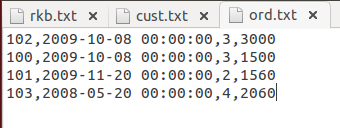 rkb.txt
cust.txt
ord.txt
102,2009-10-08 00:00:00,3,3000
100,2009-10-08 00:00:00,3,1500
101,2009-11-20 00:00:00,2,1560
103,2008-05-20 00:00:00,4,2060